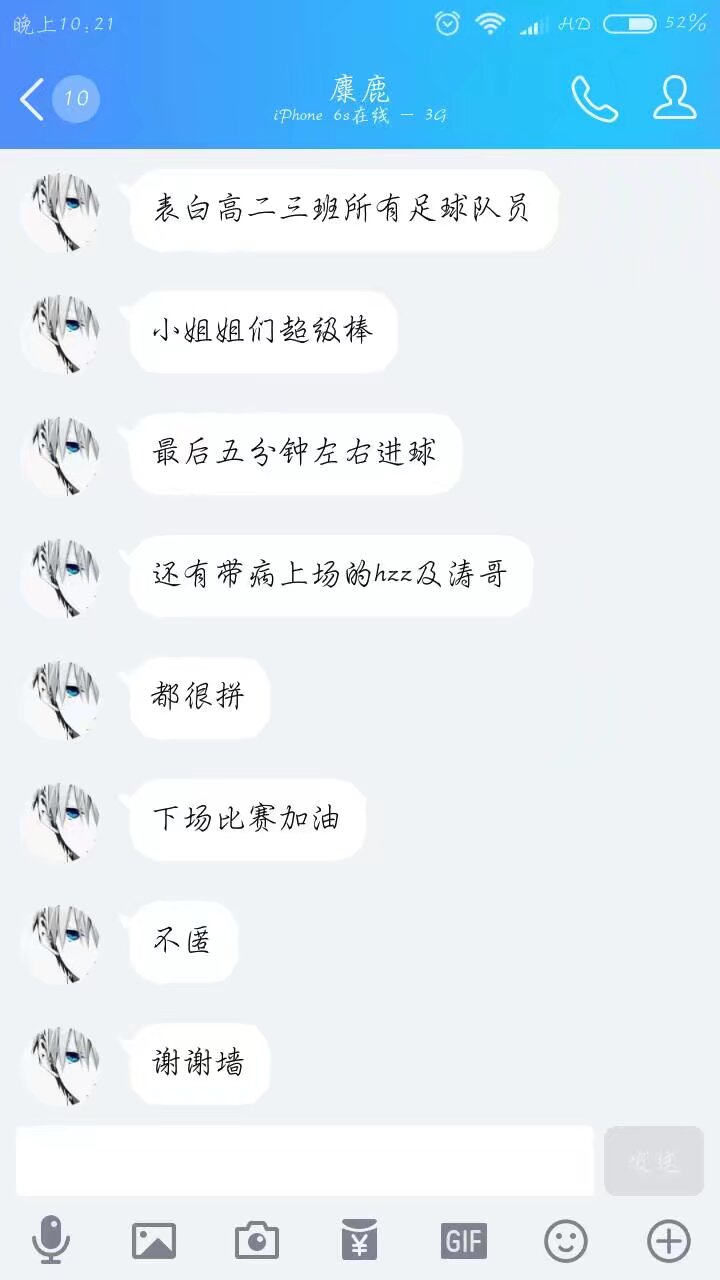 晚上10:21
HD
52%
10
麋鹿
iPhone 6s在线 - 3G
表白高二三班所有足球队员
小姐姐们超级棒
最后五分钟左右进球
还有带病上场的hzz及涛哥
都很拼
下场比赛加油
不匿
谢谢墙
发送
GIF